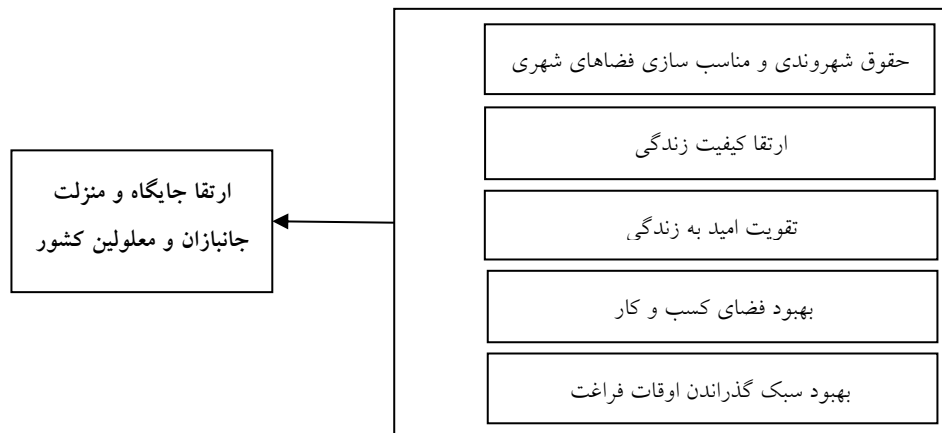 حقوق شهروندی و مناسب سازی فضاهای شهری
ارتقا کیفیت زندگی
تقویت امید به زندگی
بهبود فضای کسب و کار
بهبود سبک گذراندن اوقات فراغت
ارتقا جایگاه و منزلت
جانبازان و معلولین کشور